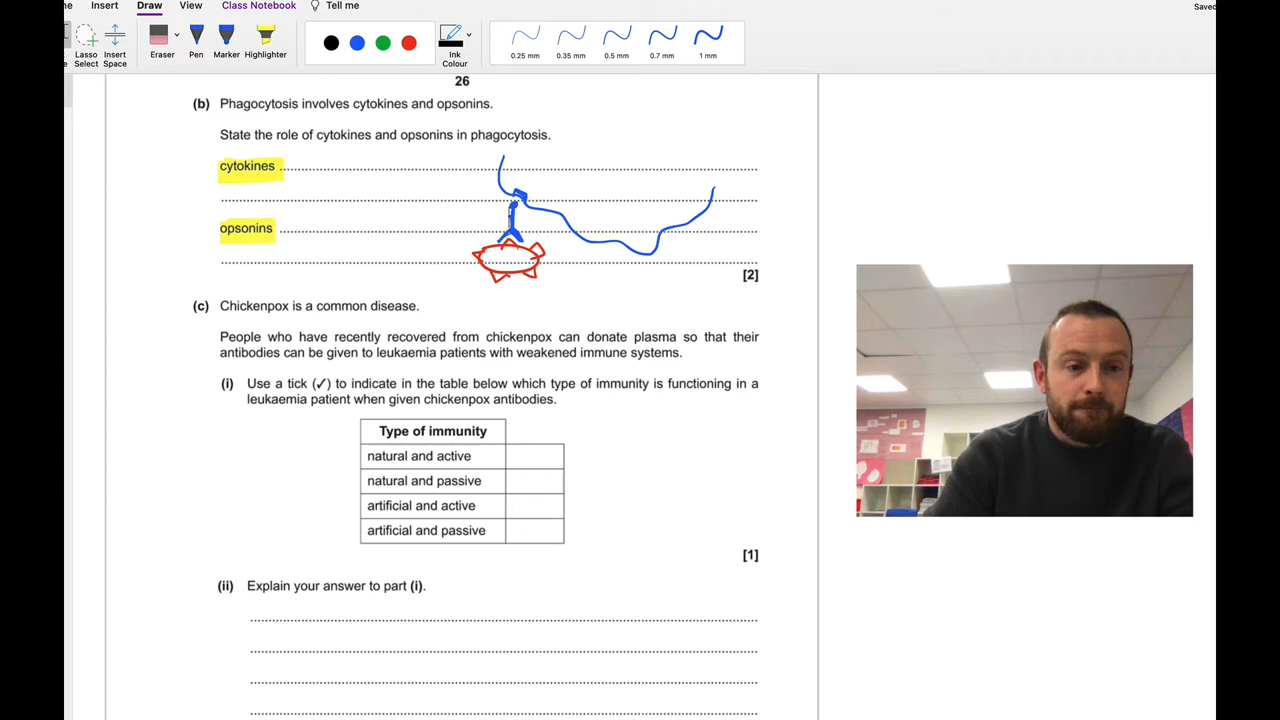 me Insert Draw View Class Notebook Tell me Saved
Lasso Select
Insert Space
Eraser Pen Marker Highlighter
Ink Colour
0.25 mm 0.35 mm 0.5 mm 0.7 mm 1 mm
26
(b) Phagocytosis involves cytokines and opsonins.
State the role of cytokines and opsonins in phagocytosis.
cytokines
opsonins
[2]
(c) Chickenpox is a common disease.
People who have recently recovered from chickenpox can donate plasma so that their
antibodies can be given to leukaemia patients with weakened immune systems.
(i) Use a tick (✓) to indicate in the table below which type of immunity is functioning in a
leukaemia patient when given chickenpox antibodies.
Type of immunity
natural and active
natural and passive
artificial and active
artificial and passive
[1]
(ii) Explain your answer to part (i).